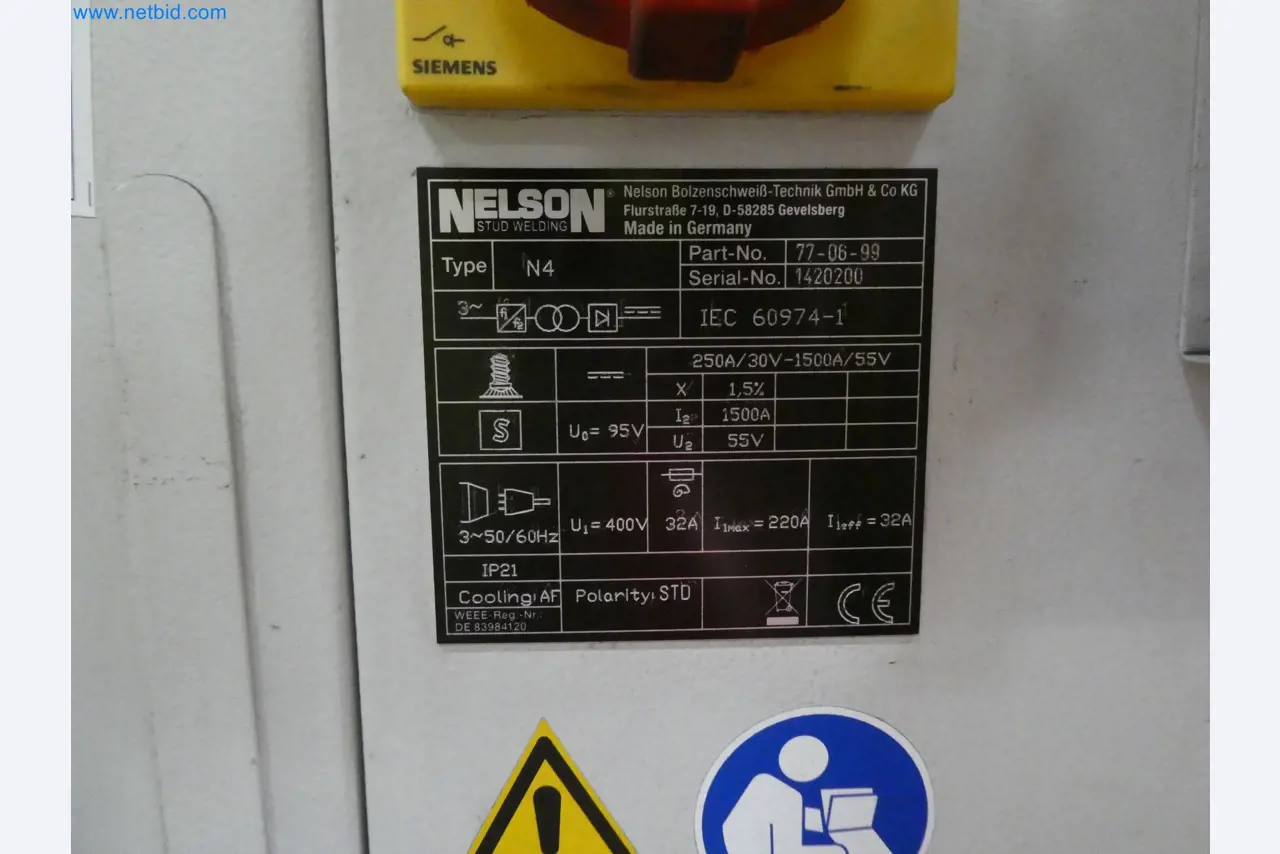 www.netbid.com
SIEMENS
NELSON® Nelson Bolzenschweiß-Technik GmbH & Co KG
STUD WELDING Flurstraße 7-19, D-58285 Gevelsberg
Made in Germany
Type N4 Part-No. 77-06-99
Serial-No. 1420200
3~ f1/f2 IEC 60974-1
250A/30V-1500A/55V
X 1,5%
I2 1500A
S U0= 95V
U2 55V
3~50/60Hz U1=400V 32A I1Max=220A I1eff=32A
IP21
Cooling:AF Polarity:STD
WEEE-Reg.-Nr.:
DE 83984120
CE